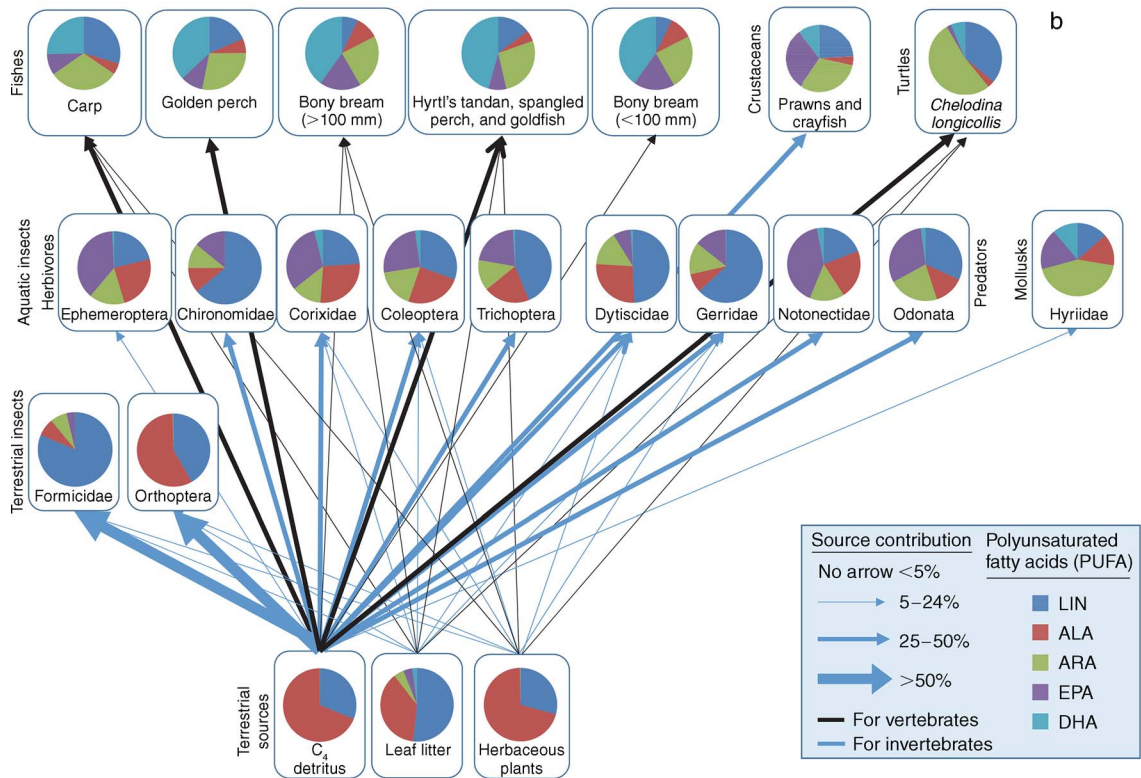 b
Fishes
Carp
Golden perch
Bony bream
(>100 mm)
Hyrtl's tandan, spangled
perch, and goldfish
Bony bream
(<100 mm)
Crustaceans
Prawns and
crayfish
Turtles
Chelodina
longicollis
Aquatic insects
Herbivores
Ephemeroptera
Chironomidae
Corixidae
Coleoptera
Trichoptera
Dytiscidae
Gerridae
Notonectidae
Odonata
Predators
Mollusks
Hyriidae
Terrestrial insects
Formicidae
Orthoptera
Terrestrial
sources
C4
detritus
Leaf litter
Herbaceous
plants
Source contribution
No arrow <5%
5–24%
25–50%
>50%
For vertebrates
For invertebrates
Polyunsaturated
fatty acids (PUFA)
LIN
ALA
ARA
EPA
DHA